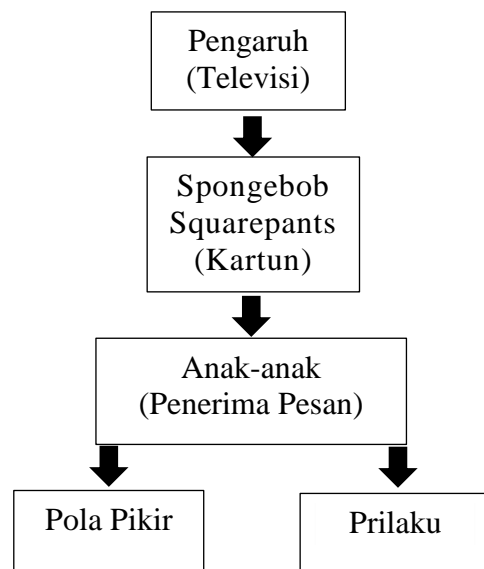 Pengaruh
(Televisi)
Spongebob
Squarepants
(Kartun)
Anak-anak
(Penerima Pesan)
Pola Pikir
Prilaku